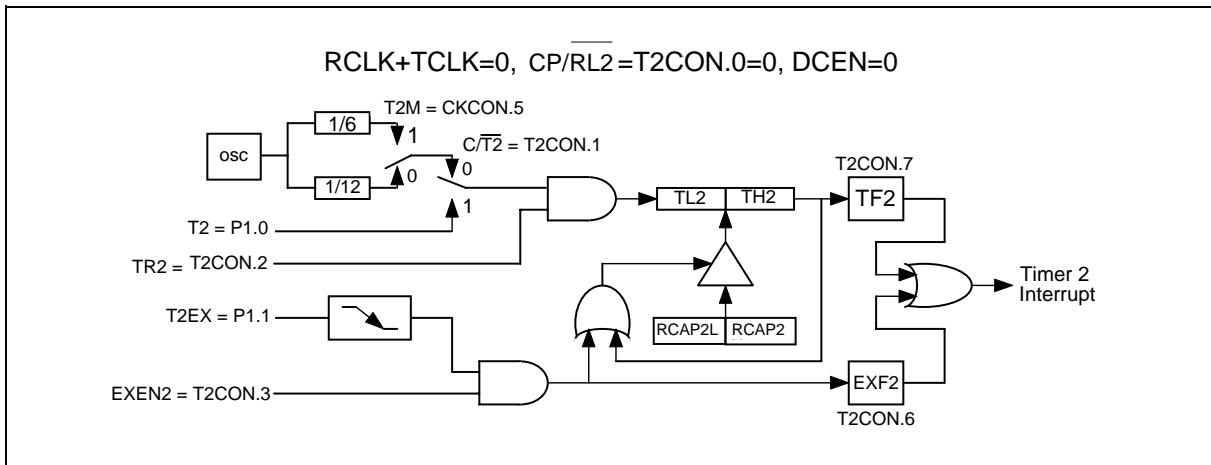 RCLK+TCLK=0, CP/RL2=T2CON.0=0, DCEN=0
T2M = CKCON.5
1/6
1
C/T2 = T2CON.1
osc
0
0
1/12
1
T2 = P1.0
TR2 = T2CON.2
TL2 TH2
T2CON.7
TF2
T2EX = P1.1
RCAP2L RCAP2
Timer 2
Interrupt
EXEN2 = T2CON.3
EXF2
T2CON.6